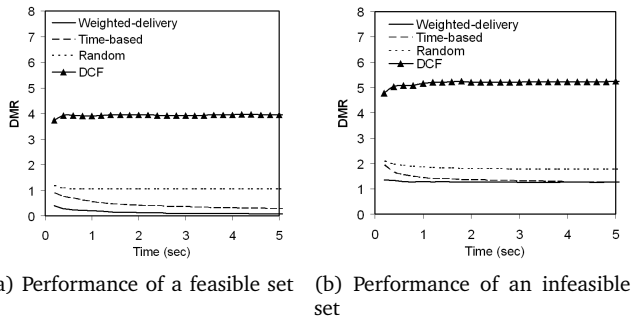 8
7
6
5
4
3
2
1
0
DMR
Weighted-delivery
Time-based
Random
DCF
0 1 2 3 4 5
Time (sec)
8
7
6
5
4
3
2
1
0
DMR
Weighted-delivery
Time-based
Random
DCF
0 1 2 3 4 5
Time (sec)
a) Performance of a feasible set
(b) Performance of an infeasible
set